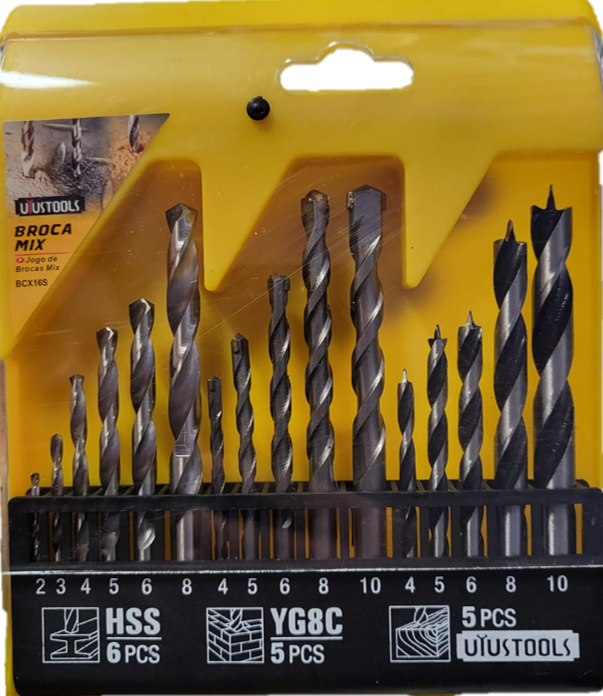 UYUSTOOLS
BROCA
MIX
Jogo de
Brocas Mix
BCX16S
2 3 4 5 6 8 4 5 6 8 10 4 5 6 8 10
HSS
6 PCS
YG8C
5 PCS
5 PCS
UYUSTOOLS